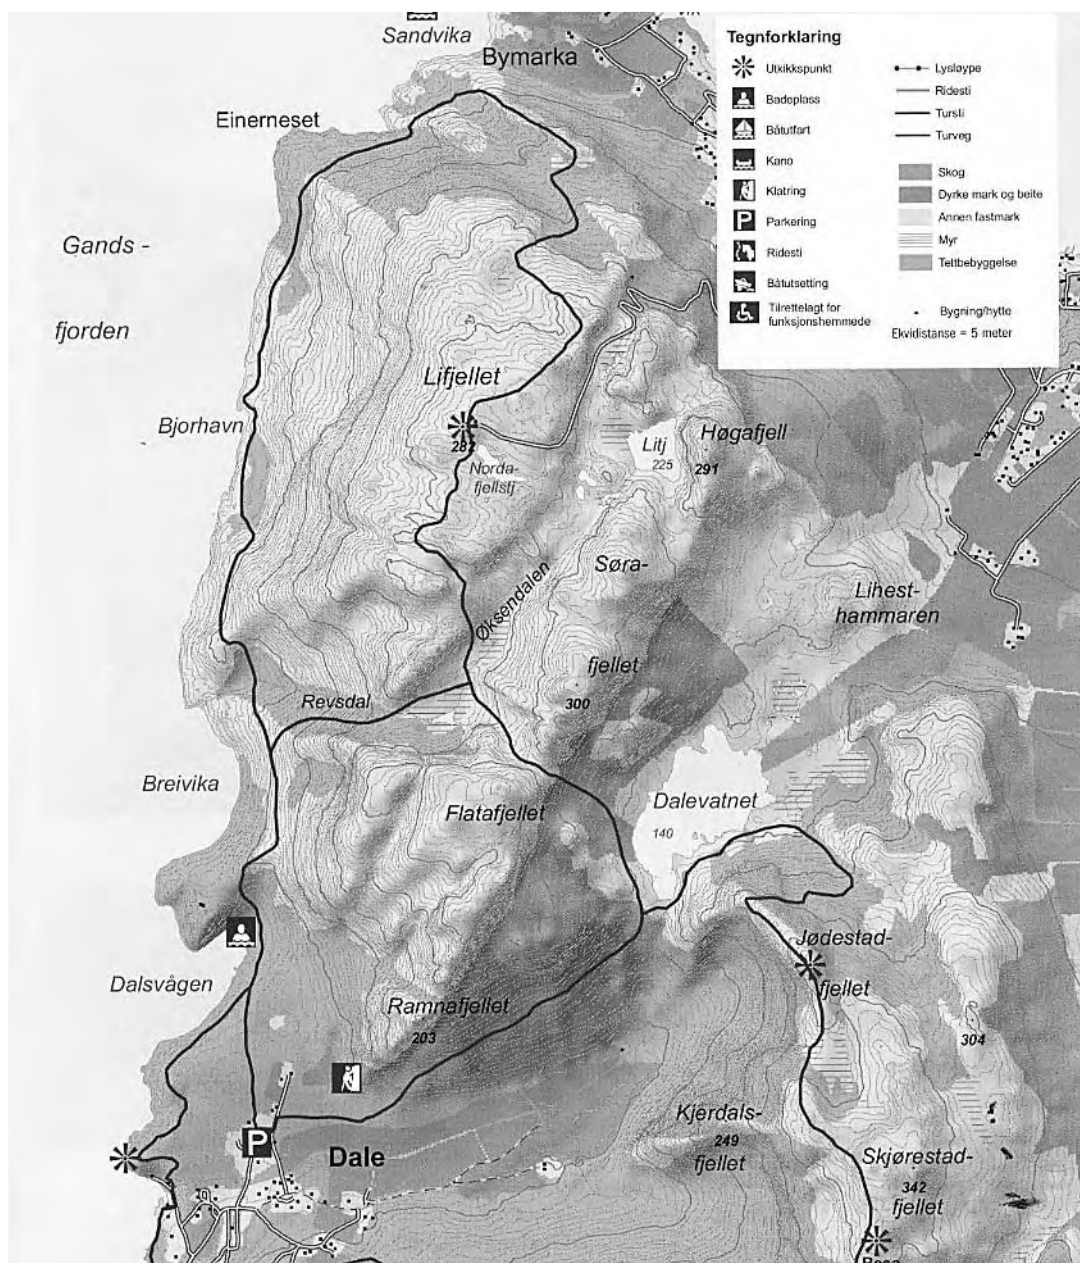 Sandvika
Bymarka
Einerneset
Gands -
fjorden
Lifjellet
282
Bjorhavn
Norda-
fjellstj
Litj
225
Høgafjell
291
Søra-
fjellet
300
Øksendalen
Lihest-
hammaren
Revsdal
Breivika
Flatafjellet
Dalevatnet
140
Jødestad-
fjellet
Dalsvågen
Ramnafjellet
203
304
Kjerdals-
249
fjellet
P
Dale
Skjørestad-
342
fjellet
Tegnforklaring
Utkikkspunkt
Badeplass
Båtutfart
Kano
Klatring
P Parkering
Ridesti
Båtutsetting
Tilrettelagt for
funksjonshemmede
Lysløype
Ridesti
Tursti
Turveg
Skog
Dyrke mark og beite
Annen fastmark
Myr
Tettbebyggelse
Bygning/hytte
Ekvidistanse = 5 meter